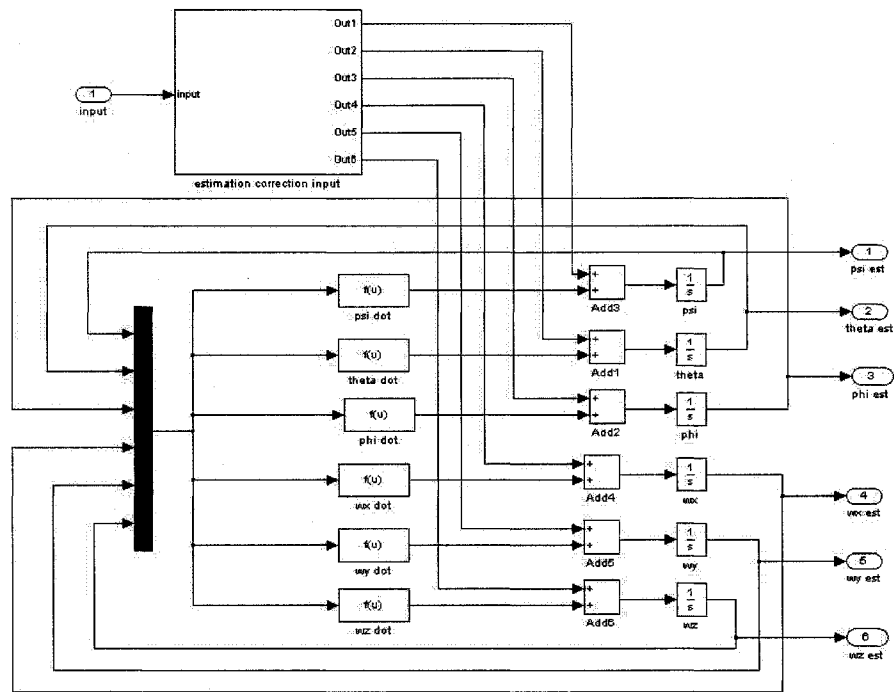 Out1
Out2
Out3
Out4
Out5
Out6
1
input
input
estimation correction input
1
psi est
f(u)
psi dot
+
+
Add3
1
s
psi
2
theta est
f(u)
theta dot
+
+
Add1
1
s
theta
3
phi est
f(u)
phi dot
+
+
Add2
1
s
phi
f(u)
wx dot
+
+
Add4
1
s
wx
4
wx est
f(u)
wy dot
+
+
Add5
1
s
wy
5
wy est
f(u)
wz dot
+
+
Add6
1
s
wz
6
wz est